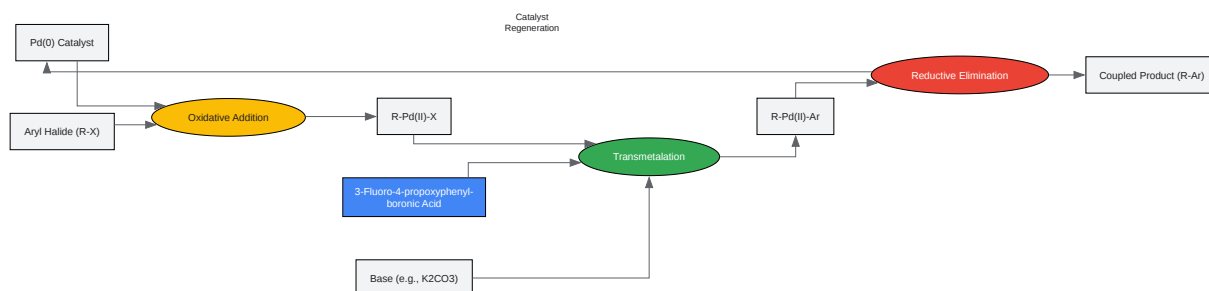 Catalyst
Regeneration
Pd(0) Catalyst
Reductive Elimination
Coupled Product (R-Ar)
Aryl Halide (R-X)
Oxidative Addition
R-Pd(II)-X
R-Pd(II)-Ar
Transmetalation
3-Fluoro-4-propoxyphenyl-
boronic Acid
Base (e.g., K2CO3)